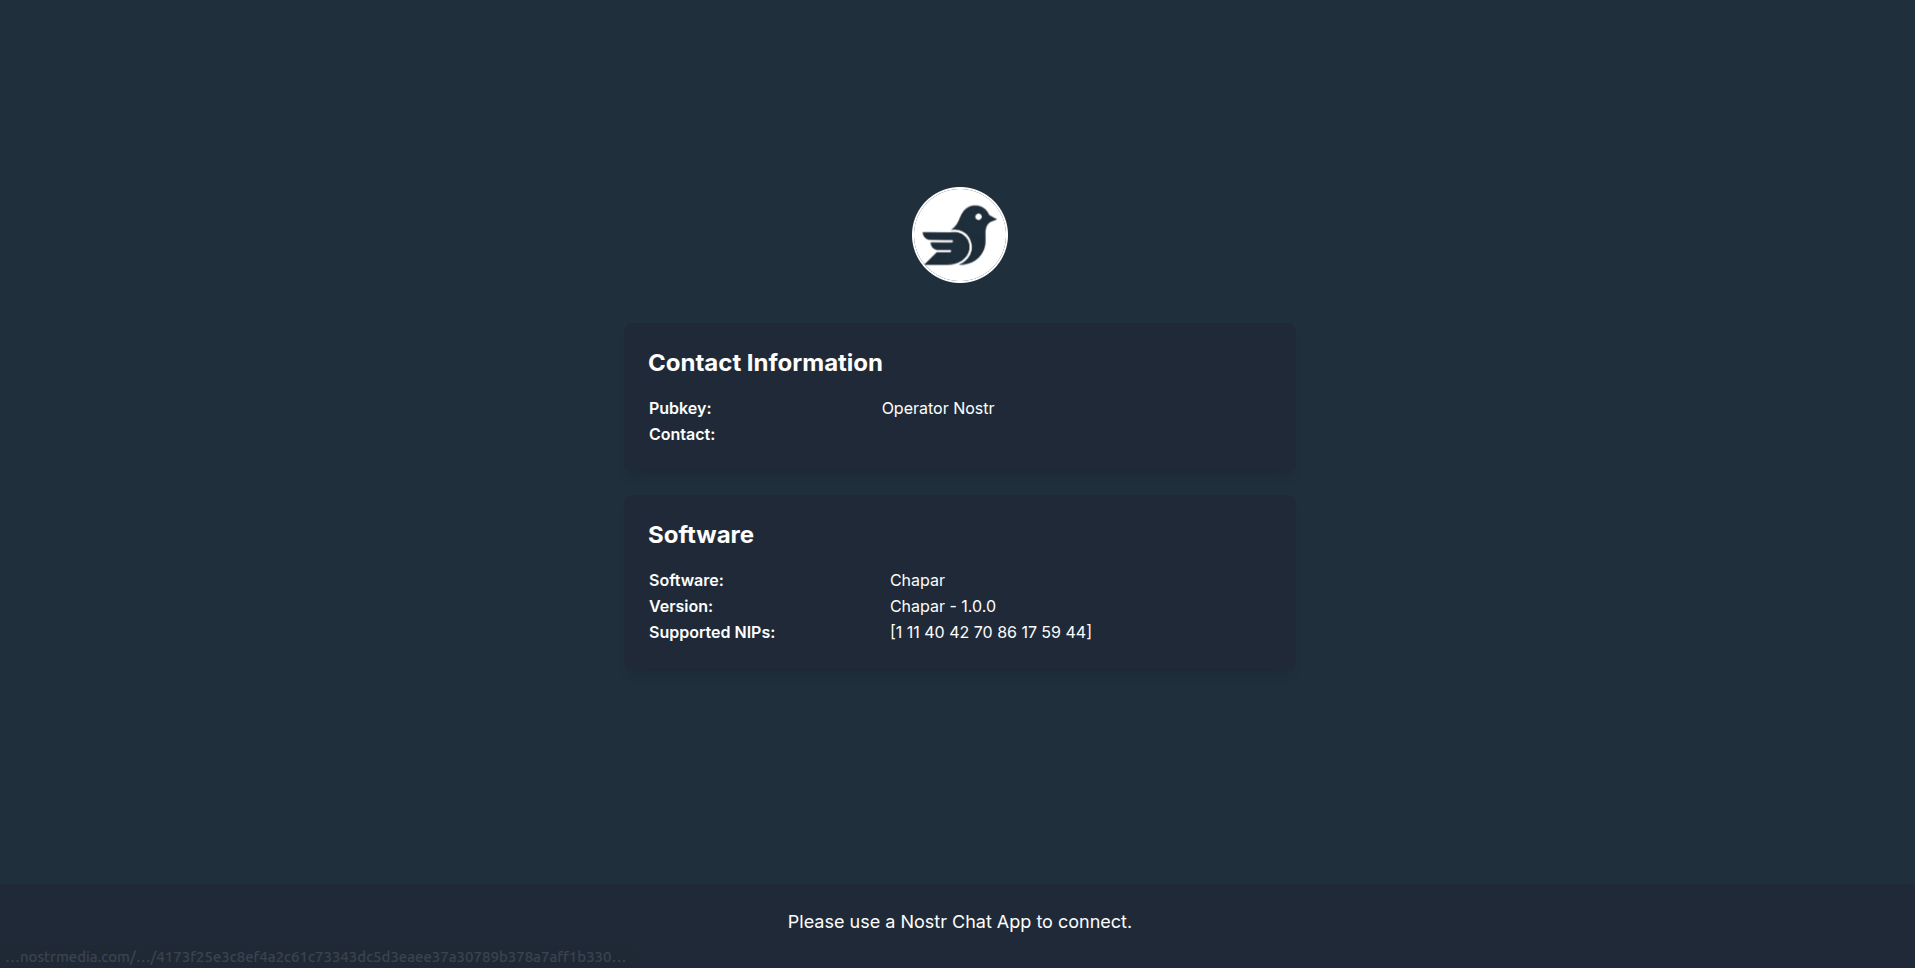 Contact Information
Pubkey: Operator Nostr
Contact:
Software
Software: Chapar
Version: Chapar - 1.0.0
Supported NIPs: [1 11 40 42 70 86 17 59 44]
Please use a Nostr Chat App to connect.
…nostrmedia.com/…/4173f25e3c8ef4a2c61c73343dc5d3eaee37a30789b378a7aff1b330…